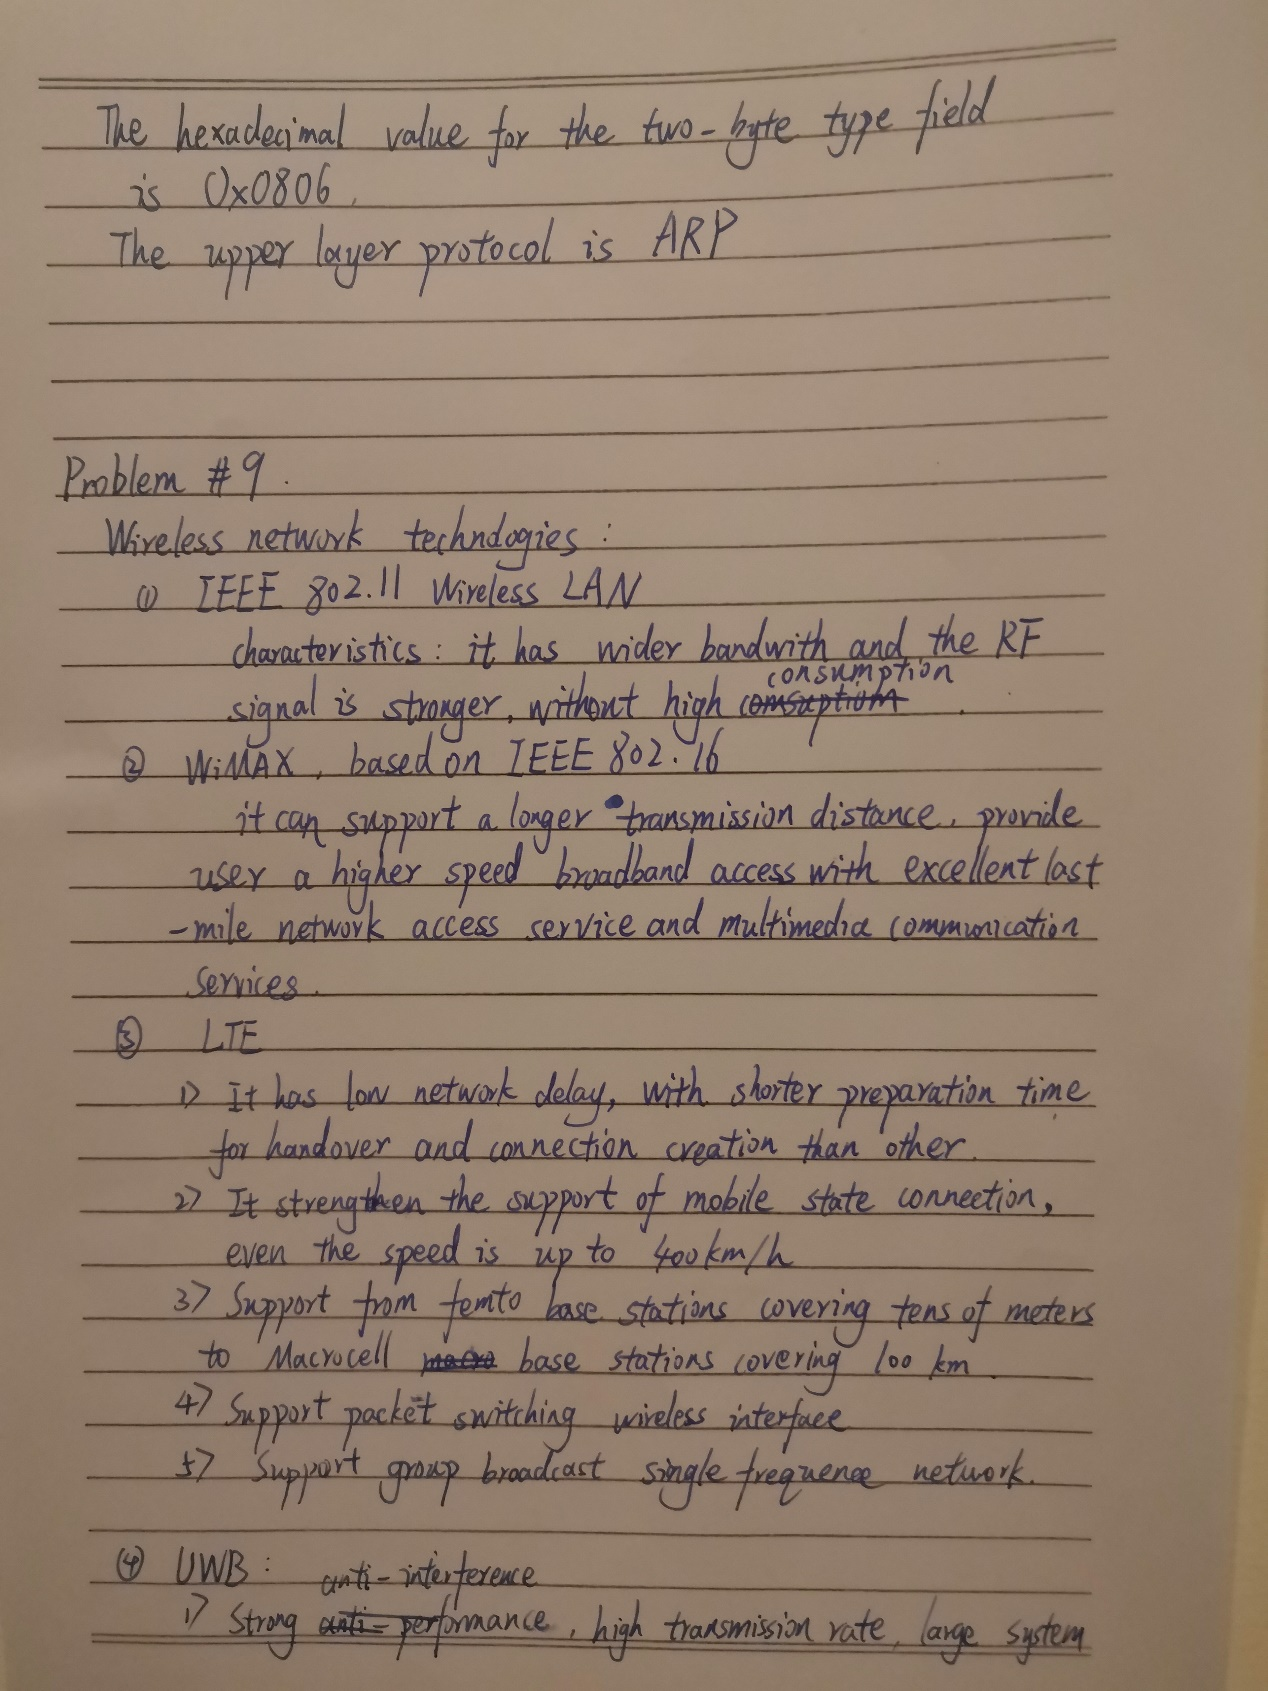 The hexadecimal value for the two-byte type field
is 0x0806.
The upper layer protocol is ARP
Problem #9.
Wireless network technologies:
① IEEE 802.11 Wireless LAN
characteristics: it has wider bandwith and the RF
consumption
signal is stronger, without high comsuption.
② WiMAX, based on IEEE 802.16
it can support a longer transmission distance, provide
user a higher speed broadband access with excellent last
-mile network access service and multimedia communication
services.
③ LTE
1> It has low network delay, with shorter preparation time
for handover and connection creation than other.
2> It strengthen the support of mobile state connection,
even the speed is up to 400km/h
3> Support from femto base stations covering tens of meters
to Macrocell macro base stations covering 100 km.
4> Support packet switching wireless interface
5> Support group broadcast single frequence network.
④ UWB:
anti-interference
1> Strong anti-performance, high transmission rate, large system